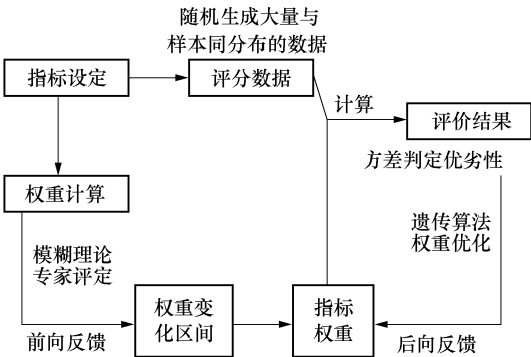 随机生成大量与
样本同分布的数据
指标设定
评分数据
计算
评价结果
方差判定优劣性
权重计算
遗传算法
权重优化
模糊理论
专家评定
权重变
化区间
指标
权重
前向反馈
后向反馈